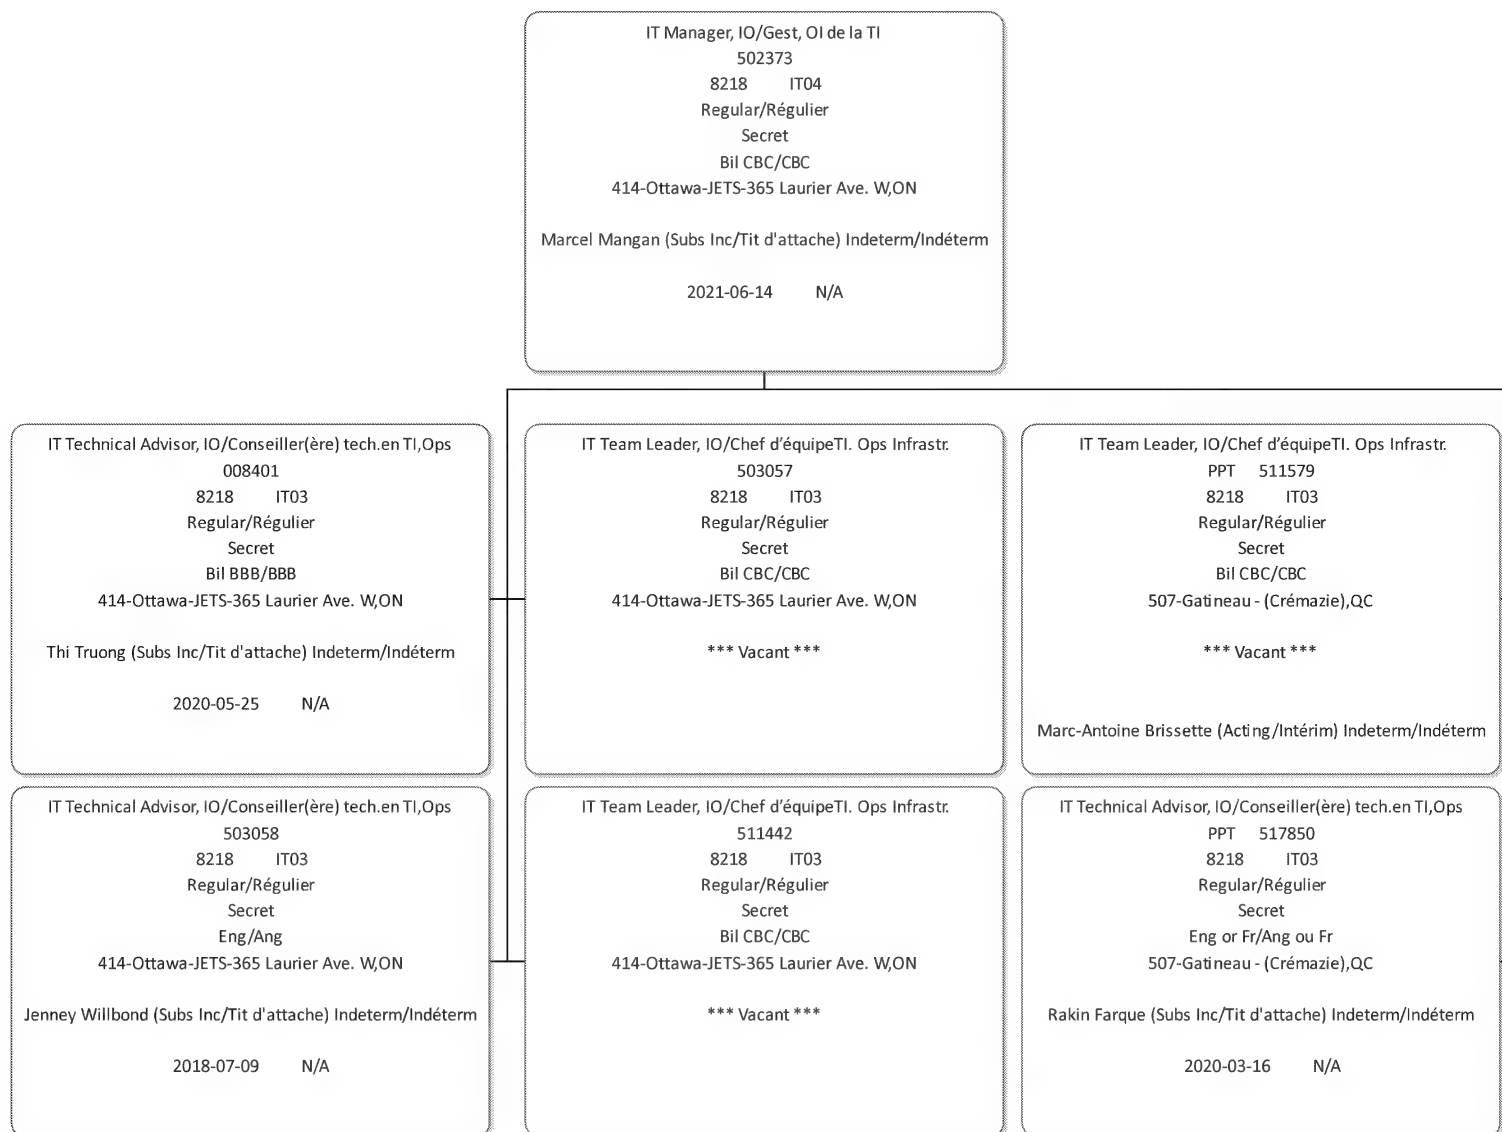 IT Manager, IO/Gest, OI de la TI
502373
8218 IT04
Regular/Régulier
Secret
Bil CBC/CBC
414-Ottawa-JETS-365 Laurier Ave. W,ON
Marcel Mangan (Subs Inc/Tit d'attache) Indeterm/Indéterm
2021-06-14 N/A
IT Technical Advisor, IO/Conseiller(ère) tech.en TI,Ops
008401
8218 IT03
Regular/Régulier
Secret
Bil BBB/BBB
414-Ottawa-JETS-365 Laurier Ave. W,ON
Thi Truong (Subs Inc/Tit d'attache) Indeterm/Indéterm
2020-05-25 N/A
IT Team Leader, IO/Chef d’équipeTI. Ops Infrastr.
503057
8218 IT03
Regular/Régulier
Secret
Bil CBC/CBC
414-Ottawa-JETS-365 Laurier Ave. W,ON
*** Vacant ***
IT Team Leader, IO/Chef d’équipeTI. Ops Infrastr.
PPT 511579
8218 IT03
Regular/Régulier
Secret
Bil CBC/CBC
507-Gatineau - (Crémazie),QC
*** Vacant ***
Marc-Antoine Brissette (Acting/Intérim) Indeterm/Indéterm
IT Technical Advisor, IO/Conseiller(ère) tech.en TI,Ops
503058
8218 IT03
Regular/Régulier
Secret
Eng/Ang
414-Ottawa-JETS-365 Laurier Ave. W,ON
Jenney Willbond (Subs Inc/Tit d'attache) Indeterm/Indéterm
2018-07-09 N/A
IT Team Leader, IO/Chef d’équipeTI. Ops Infrastr.
511442
8218 IT03
Regular/Régulier
Secret
Bil CBC/CBC
414-Ottawa-JETS-365 Laurier Ave. W,ON
*** Vacant ***
IT Technical Advisor, IO/Conseiller(ère) tech.en TI,Ops
PPT 517850
8218 IT03
Regular/Régulier
Secret
Eng or Fr/Ang ou Fr
507-Gatineau - (Crémazie),QC
Rakin Farque (Subs Inc/Tit d'attache) Indeterm/Indéterm
2020-03-16 N/A